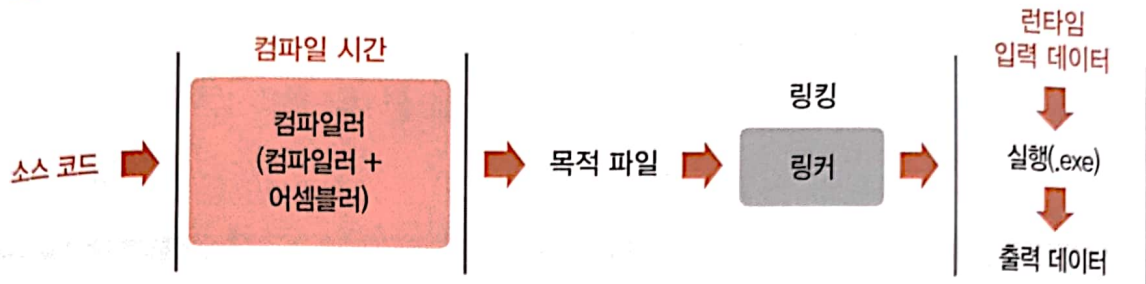 컴파일 시간
소스 코드
컴파일러
(컴파일러 +
어셈블러)
목적 파일
링킹
링커
런타임
입력 데이터
실행(.exe)
출력 데이터